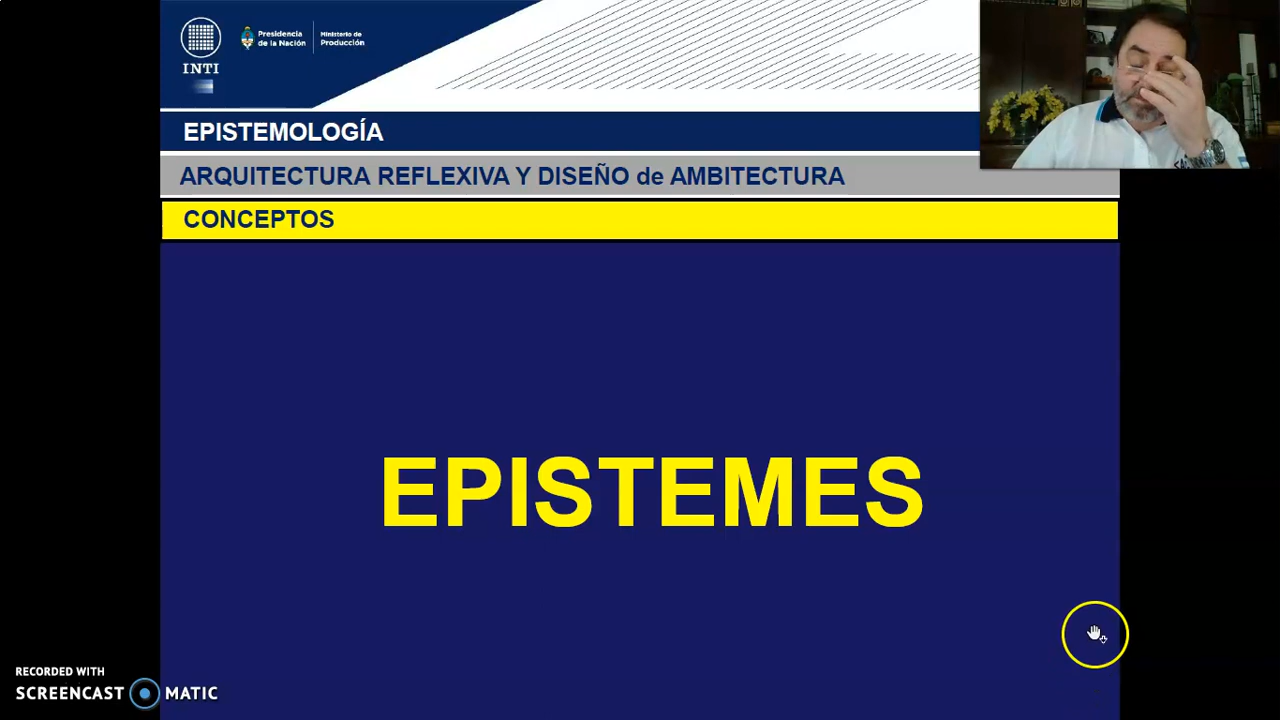 INTI
Presidencia
de la Nación
Ministerio de
Producción
EPISTEMOLOGÍA
ARQUITECTURA REFLEXIVA Y DISEÑO de AMBITECTURA
CONCEPTOS
EPISTEMES
RECORDED WITH
SCREENCAST MATIC